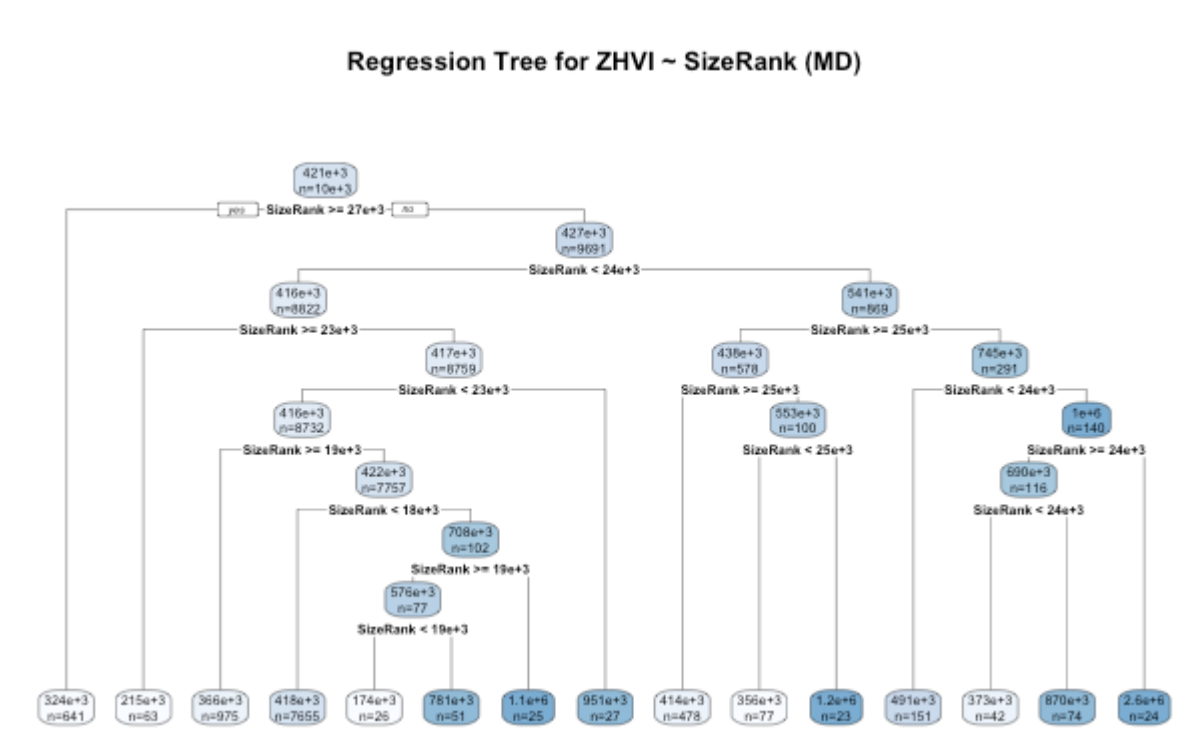 Regression Tree for ZHVI ~ SizeRank (MD)
421e+3
n=10e+3
yes SizeRank >= 27e+3 no
427e+3
n=9691
SizeRank < 24e+3
416e+3
n=8822
541e+3
n=869
SizeRank >= 23e+3
SizeRank >= 25e+3
417e+3
n=8759
438e+3
n=578
745e+3
n=291
SizeRank < 23e+3
SizeRank >= 25e+3
SizeRank < 24e+3
416e+3
n=8732
553e+3
n=100
1e+6
n=140
SizeRank >= 19e+3
SizeRank < 25e+3
SizeRank >= 24e+3
422e+3
n=7757
690e+3
n=116
SizeRank < 18e+3
SizeRank < 24e+3
708e+3
n=102
SizeRank >= 19e+3
576e+3
n=77
SizeRank < 19e+3
324e+3
n=641
215e+3
n=63
366e+3
n=975
418e+3
n=7655
174e+3
n=26
781e+3
n=51
1.1e+6
n=25
951e+3
n=27
414e+3
n=478
356e+3
n=77
1.2e+6
n=23
491e+3
n=151
373e+3
n=42
870e+3
n=74
2.6e+6
n=24